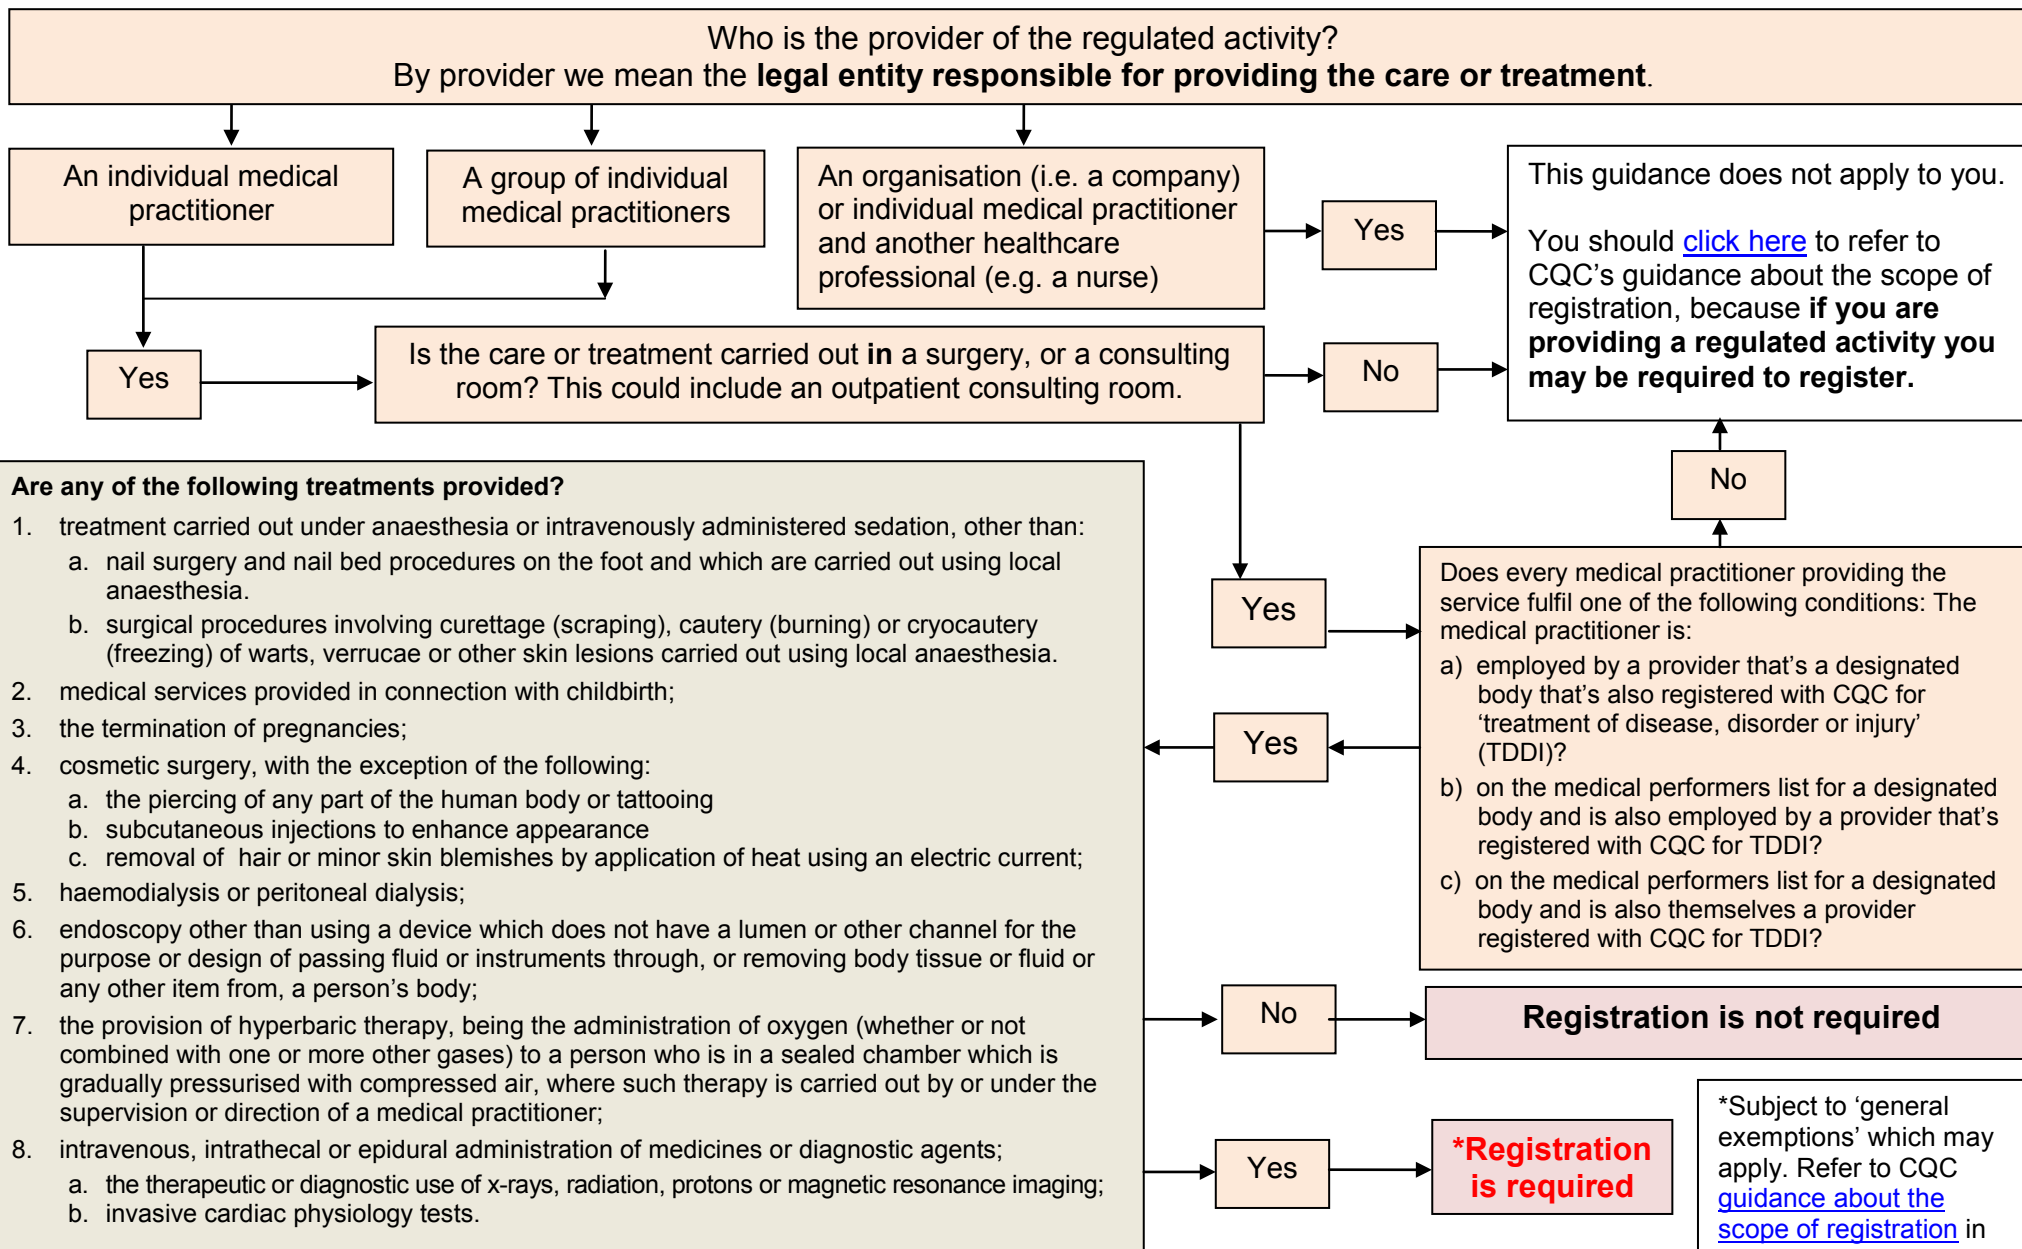 Who is the provider of the regulated activity?
By provider we mean the legal entity responsible for providing the care or treatment.
An individual medical
practitioner
A group of individual
medical practitioners
An organisation (i.e. a company)
or individual medical practitioner
and another healthcare
professional (e.g. a nurse)
Yes
This guidance does not apply to you.
You should click here to refer to
CQC's guidance about the scope of
registration, because if you are
providing a regulated activity you
may be required to register.
Yes
Is the care or treatment carried out in a surgery, or a consulting
room? This could include an outpatient consulting room.
No
No
Yes
Does every medical practitioner providing the
service fulfil one of the following conditions: The
medical practitioner is:
a) employed by a provider that's a designated
body that's also registered with CQC for
'treatment of disease, disorder or injury'
(TDDI)?
b) on the medical performers list for a designated
body and is also employed by a provider that's
registered with CQC for TDDI?
c) on the medical performers list for a designated
body and is also themselves a provider
registered with CQC for TDDI?
Yes
Are any of the following treatments provided?
1. treatment carried out under anaesthesia or intravenously administered sedation, other than:
a. nail surgery and nail bed procedures on the foot and which are carried out using local
anaesthesia.
b. surgical procedures involving curettage (scraping), cautery (burning) or cryocautery
(freezing) of warts, verrucae or other skin lesions carried out using local anaesthesia.
2. medical services provided in connection with childbirth;
3. the termination of pregnancies;
4. cosmetic surgery, with the exception of the following:
a. the piercing of any part of the human body or tattooing
b. subcutaneous injections to enhance appearance
c. removal of hair or minor skin blemishes by application of heat using an electric current;
5. haemodialysis or peritoneal dialysis;
6. endoscopy other than using a device which does not have a lumen or other channel for the
purpose or design of passing fluid or instruments through, or removing body tissue or fluid or
any other item from, a person's body;
7. the provision of hyperbaric therapy, being the administration of oxygen (whether or not
combined with one or more other gases) to a person who is in a sealed chamber which is
gradually pressurised with compressed air, where such therapy is carried out by or under the
supervision or direction of a medical practitioner;
8. intravenous, intrathecal or epidural administration of medicines or diagnostic agents;
a. the therapeutic or diagnostic use of x-rays, radiation, protons or magnetic resonance imaging;
b. invasive cardiac physiology tests.
No
Registration is not required
Yes
*Registration
is required
*Subject to 'general
exemptions' which may
apply. Refer to CQC
guidance about the
scope of registration in